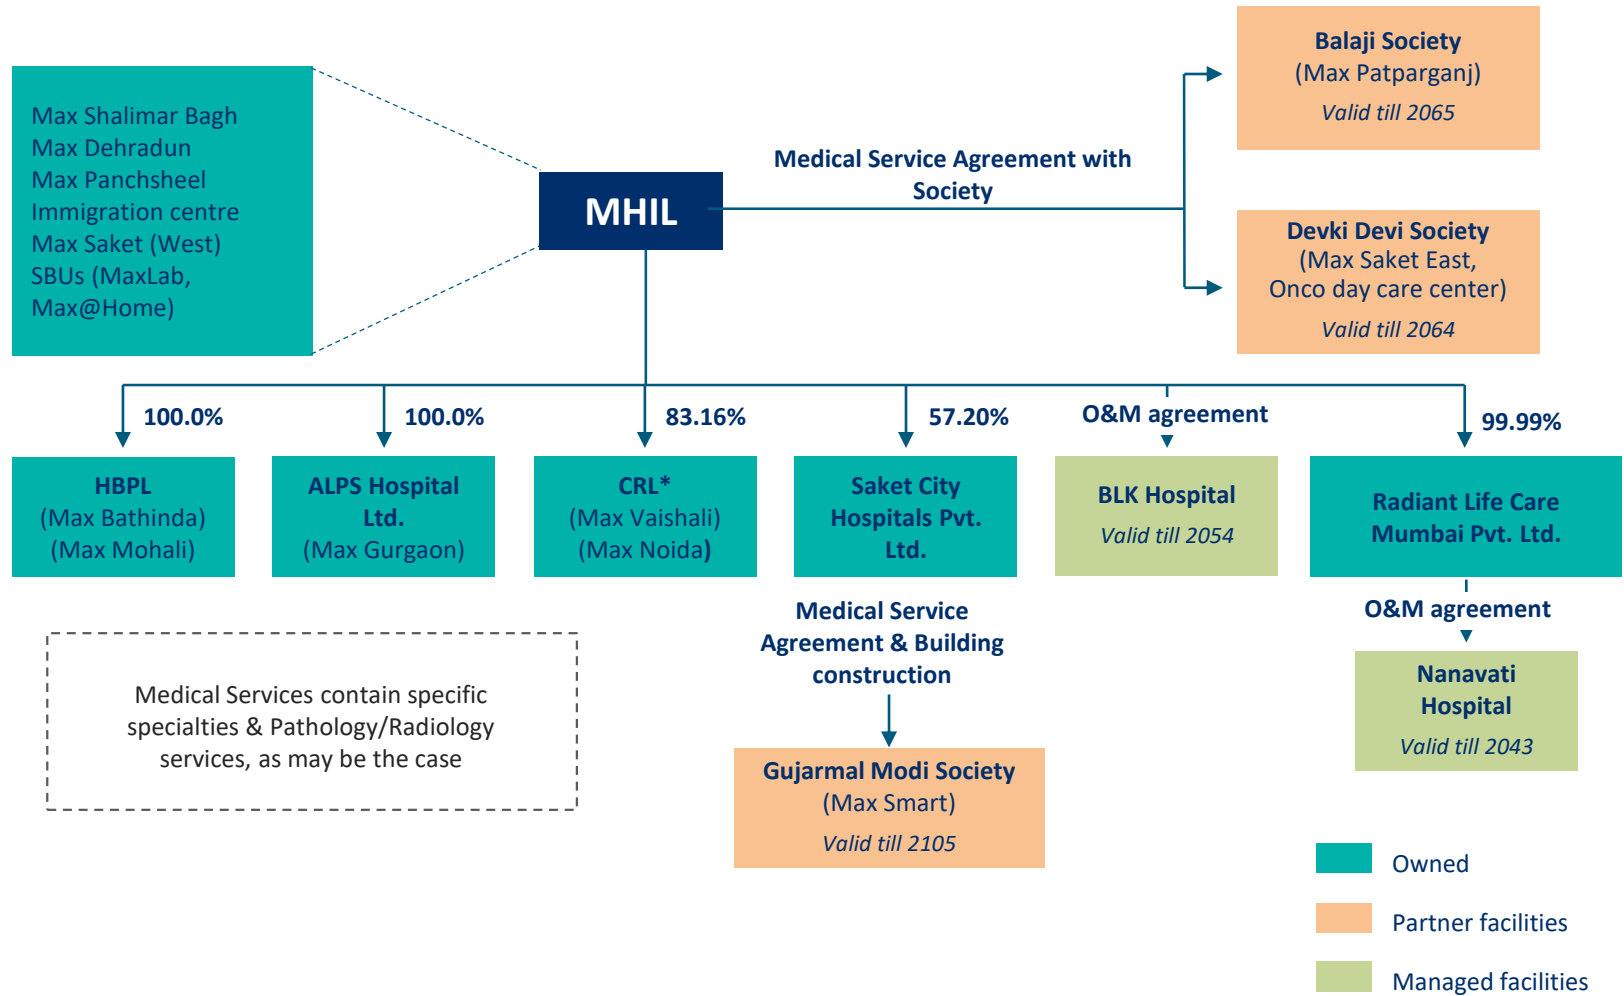 Max Shalimar Bagh
Max Dehradun
Max Panchsheel
Immigration centre
Max Saket (West)
SBUs (MaxLab,
Max@Home)
MHIL
Medical Service Agreement with
Society
Balaji Society
(Max Patparganj)
Valid till 2065
Devki Devi Society
(Max Saket East,
Onco day care center)
Valid till 2064
100.0%
100.0%
83.16%
57.20%
O&M agreement
99.99%
HBPL
(Max Bathinda)
(Max Mohali)
ALPS Hospital
Ltd.
(Max Gurgaon)
CRL*
(Max Vaishali)
(Max Noida)
Saket City
Hospitals Pvt.
Ltd.
BLK Hospital
Valid till 2054
Radiant Life Care
Mumbai Pvt. Ltd.
Medical Service
Agreement & Building
construction
O&M agreement
Medical Services contain specific
specialties & Pathology/Radiology
services, as may be the case
Gujarmal Modi Society
(Max Smart)
Valid till 2105
Nanavati
Hospital
Valid till 2043
Owned
Partner facilities
Managed facilities